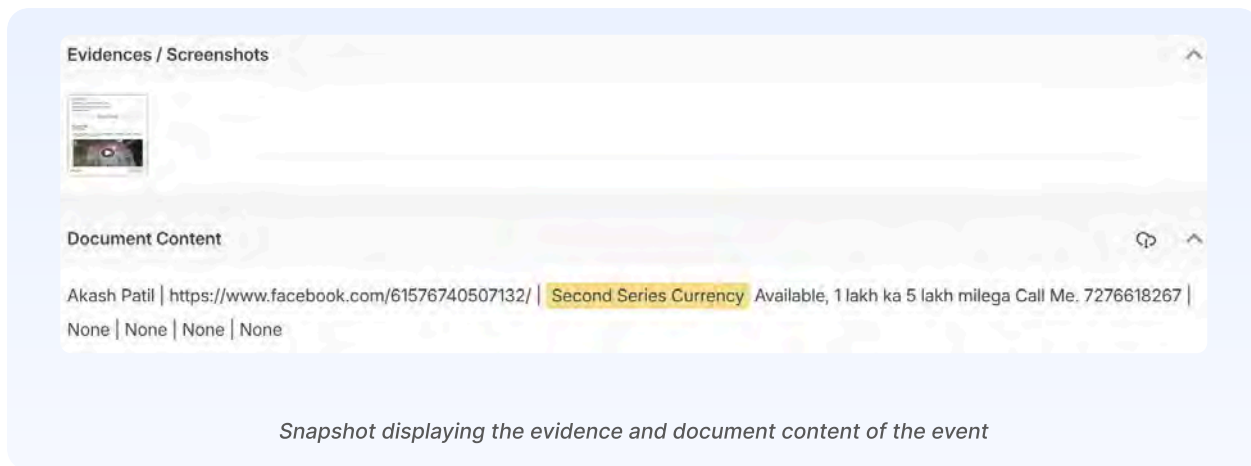 Evidences / Screenshots
Document Content
Akash Patil | https://www.facebook.com/61576740507132/ | Second Series Currency Available, 1 lakh ka 5 lakh milega Call Me. 7276618267 |
None | None | None | None
Snapshot displaying the evidence and document content of the event